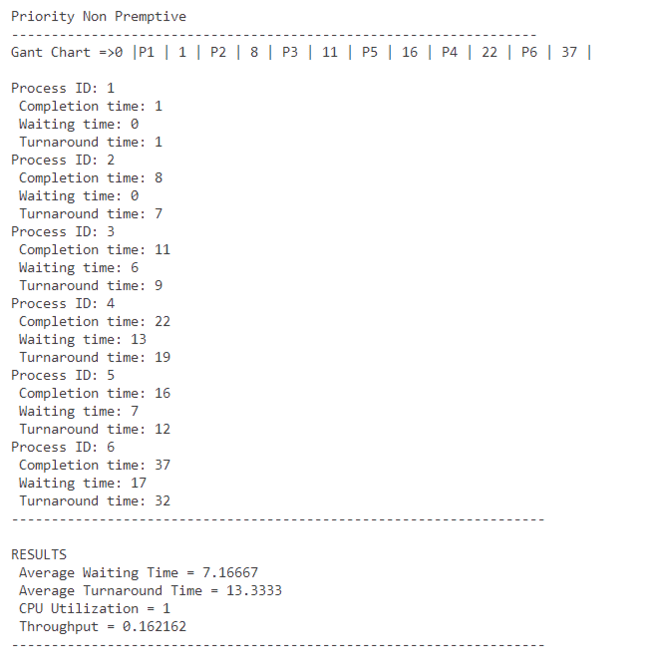 Priority Non Premptive
------------------------------------------------------------------
Gant Chart =>0 |P1 | 1 | P2 | 8 | P3 | 11 | P5 | 16 | P4 | 22 | P6 | 37 |
Process ID: 1
Completion time: 1
Waiting time: 0
Turnaround time: 1
Process ID: 2
Completion time: 8
Waiting time: 0
Turnaround time: 7
Process ID: 3
Completion time: 11
Waiting time: 6
Turnaround time: 9
Process ID: 4
Completion time: 22
Waiting time: 13
Turnaround time: 19
Process ID: 5
Completion time: 16
Waiting time: 7
Turnaround time: 12
Process ID: 6
Completion time: 37
Waiting time: 17
Turnaround time: 32
-------------------------------------------------------------------
RESULTS
Average Waiting Time = 7.16667
Average Turnaround Time = 13.3333
CPU Utilization = 1
Throughput = 0.162162
-------------------------------------------------------------------